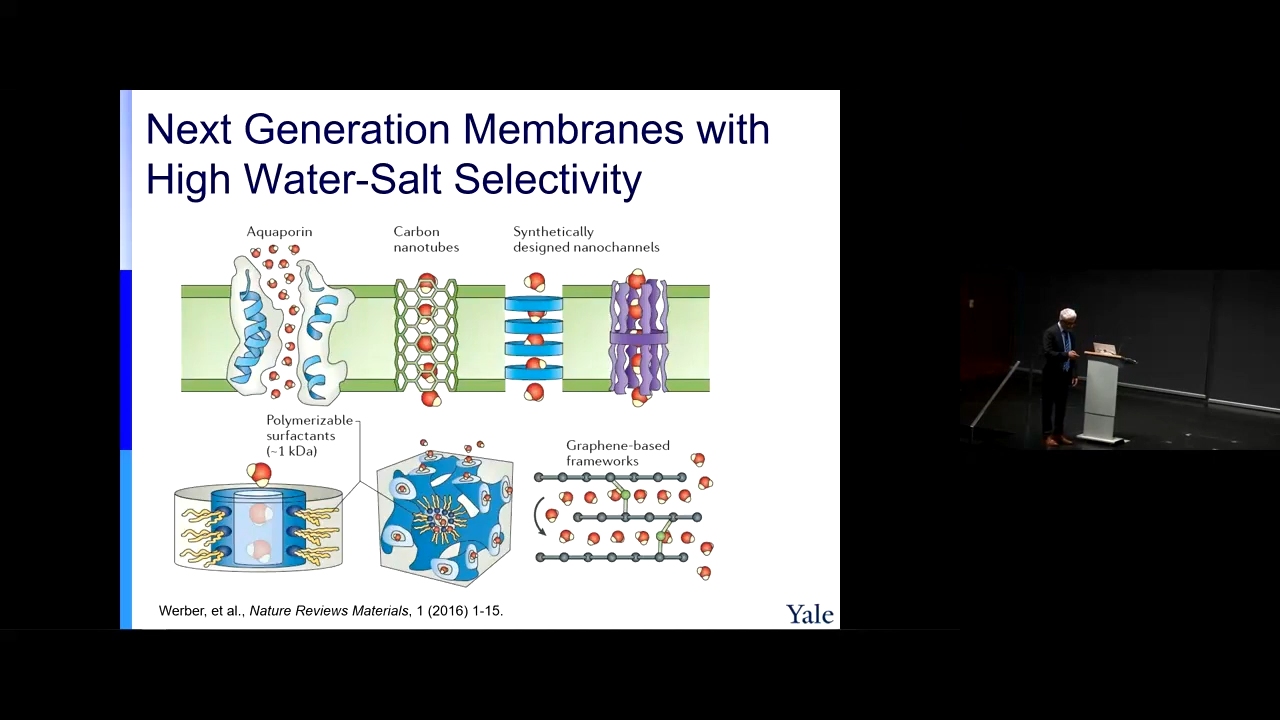 Next Generation Membranes with
High Water-Salt Selectivity
Aquaporin
Carbon
nanotubes
Synthetically
designed nanochannels
Polymerizable
surfactants
(~1 kDa)
Graphene-based
frameworks
Werber, et al., Nature Reviews Materials, 1 (2016) 1-15.
Yale